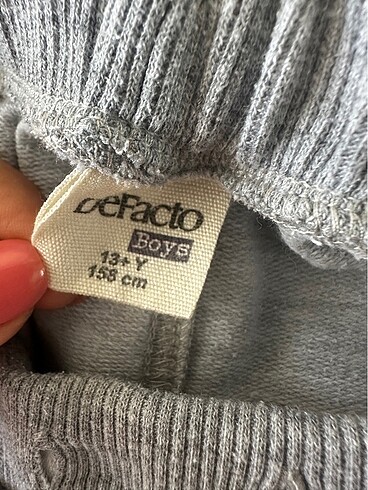 DeFacto
Boys
13+ Y
158 cm